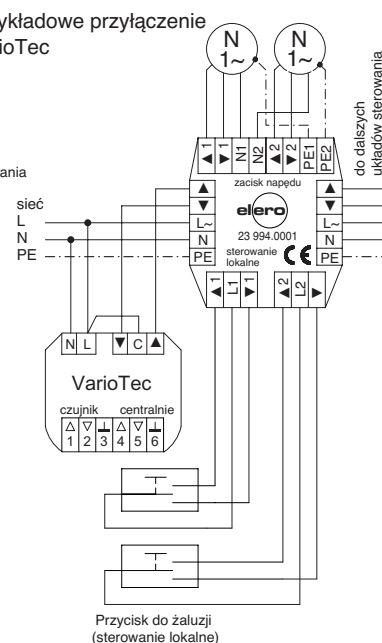 ykładowe przyłączenie
ioTec
N
1~
N
1~
do dalszych
układów sterowania
▲ 1
▼ 1
N1
N2
▲ 2
▼ 2
PE1
PE2
zacisk napędu
ania
sieć
L
N
PE
▲
▼
L~
N
PE
elero
23 994.0001
sterowanie
lokalne
CE
▲
▼
L~
N
PE
▲ 1
L1
▼ 1
▲ 2
L2
▼
N L ▼ C ▲
VarioTec
czujnik centralnie
△ ▽ ⊥ △ ▽ ⊥
1 2 3 4 5 6
Przycisk do żaluzji
(sterowanie lokalne)